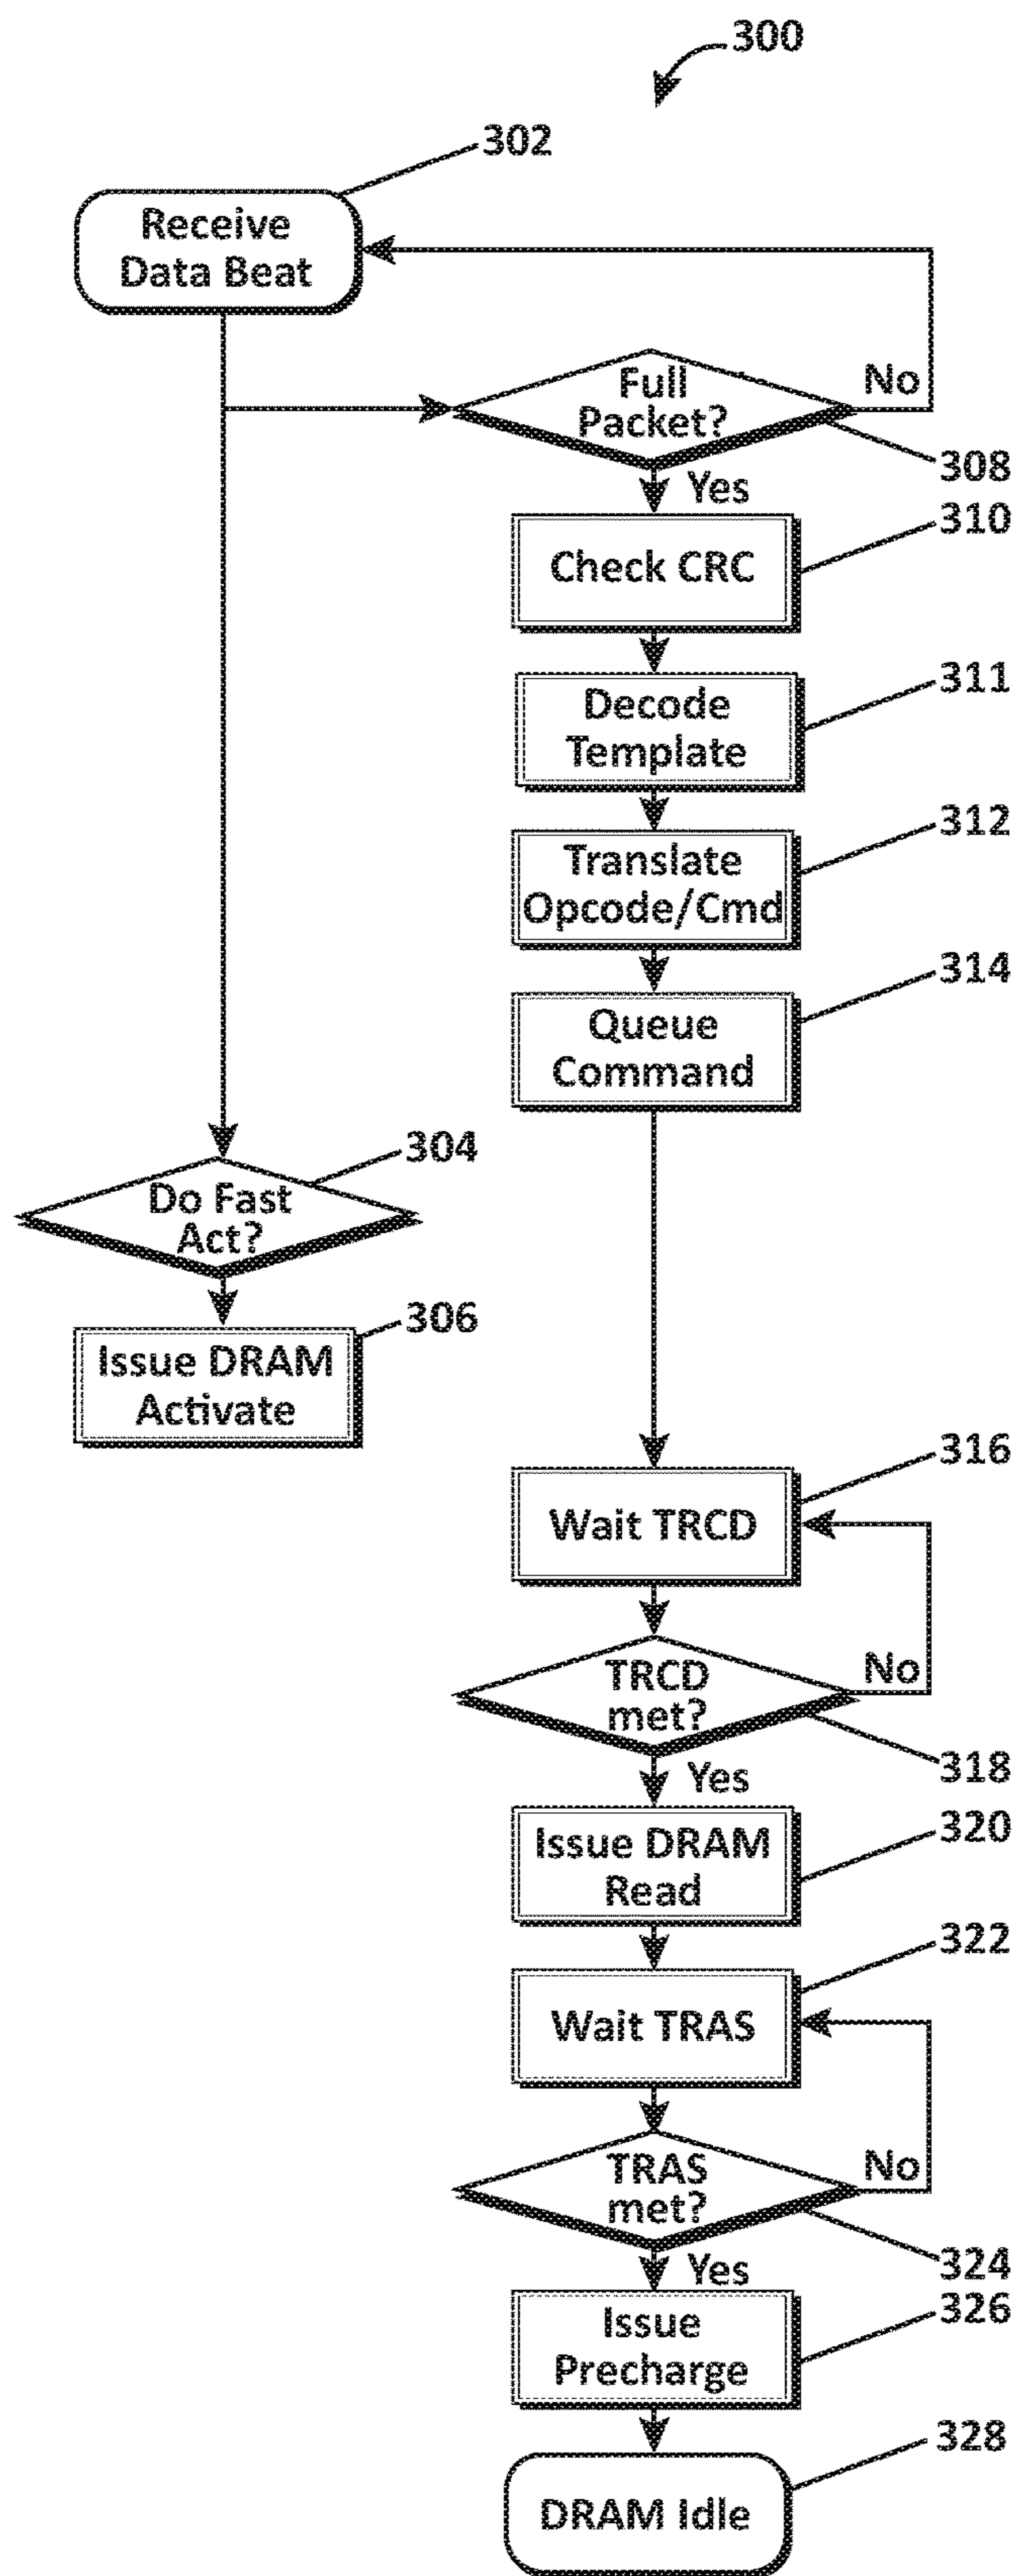 300
302
Receive
Data Beat
Full
Packet?
No
308
Yes
310
Check CRC
311
Decode
Template
312
Translate
Opcode/Cmd
314
Queue
Command
304
Do Fast
Act?
306
Issue DRAM
Activate
316
Wait TRCD
TRCD
met?
No
318
Yes
320
Issue DRAM
Read
322
Wait TRAS
TRAS
met?
No
324
Yes
326
Issue
Precharge
328
DRAM Idle